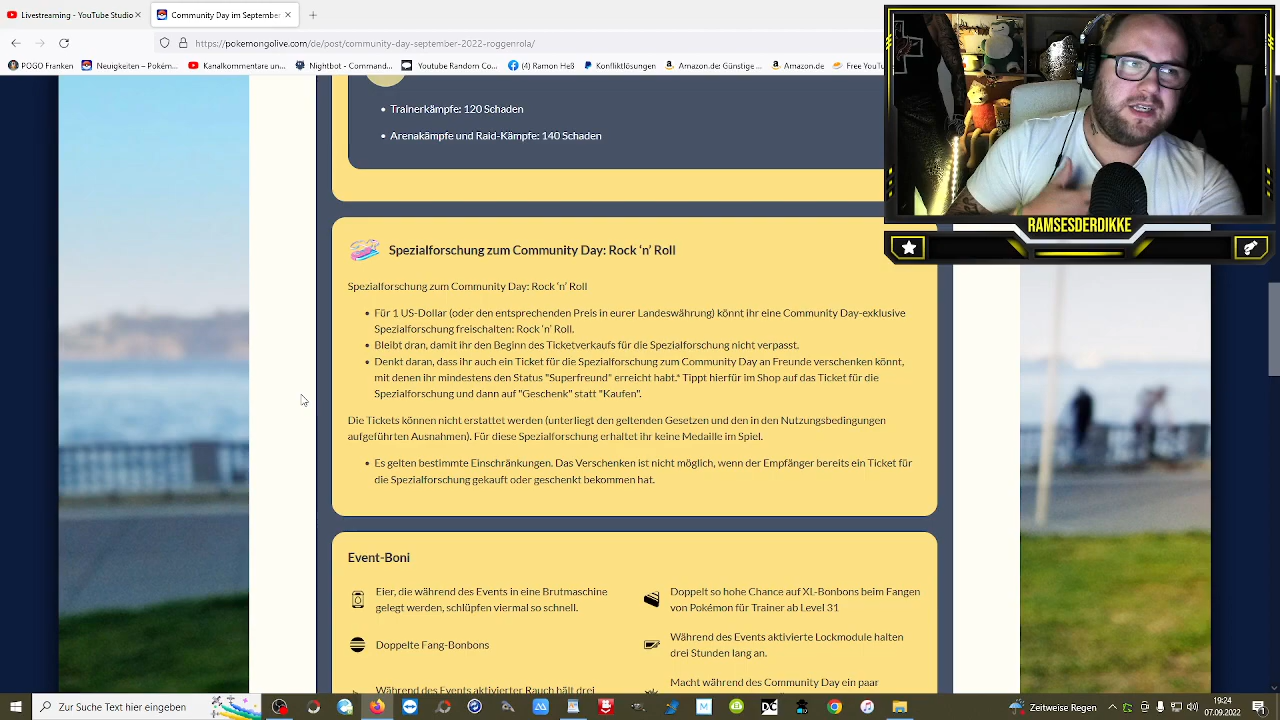 Live Dashboard - YouTube
Community Day – September 20
https://pokemongolive.com/de/post/community-day-september-2022-roggenrola/
POGO Franken
Neuigkeiten – Pokém...
Kanalkommentare un...
Nightbot - Command...
Youtube Random Co...
(4) Ramon Heß
Konfliktlösungen
Amazon.de Günstige ...
Amazon.de
Free YouTu
RAMSESDERDIKKE
• Trainerkämpfe: 120 Schaden
• Arenakämpfe und Raid-Kämpfe: 140 Schaden
Spezialforschung zum Community Day: Rock ’n’ Roll
Spezialforschung zum Community Day: Rock ’n’ Roll
• Für 1 US-Dollar (oder den entsprechenden Preis in eurer Landeswährung) könnt ihr eine Community Day-exklusive
Spezialforschung freischalten: Rock ’n’ Roll.
• Bleibt dran, damit ihr den Beginn des Ticketverkaufs für die Spezialforschung nicht verpasst.
• Denkt daran, dass ihr auch ein Ticket für die Spezialforschung zum Community Day an Freunde verschenken könnt,
mit denen ihr mindestens den Status "Superfreund" erreicht habt.* Tippt hierfür im Shop auf das Ticket für die
Spezialforschung und dann auf "Geschenk" statt "Kaufen".
Die Tickets können nicht erstattet werden (unterliegt den geltenden Gesetzen und den in den Nutzungsbedingungen
aufgeführten Ausnahmen). Für diese Spezialforschung erhaltet ihr keine Medaille im Spiel.
• Es gelten bestimmte Einschränkungen. Das Verschenken ist nicht möglich, wenn der Empfänger bereits ein Ticket für
die Spezialforschung gekauft oder geschenkt bekommen hat.
Event-Boni
Eier, die während des Events in eine Brutmaschine
gelegt werden, schlüpfen viermal so schnell.
Doppelt so hohe Chance auf XL-Bonbons beim Fangen
von Pokémon für Trainer ab Level 31
Doppelte Fang-Bonbons
Während des Events aktivierte Lockmodule halten
drei Stunden lang an.
Während des Events aktivierter Rauch hält drei
Macht während des Community Day ein paar
Zur Suche Text hier eingeben
Zeitweise Regen
19:24
07.09.2022